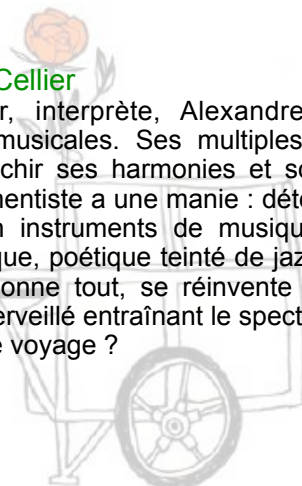 Cellier
r, interprète, Alexandre
musicales. Ses multiples
chir ses harmonies et so
nentiste a une manie : dét
n instruments de musiqu
que, poétique teinté de jaz
onne tout, se réinvente
erveillé entraînant le spect
e voyage ?